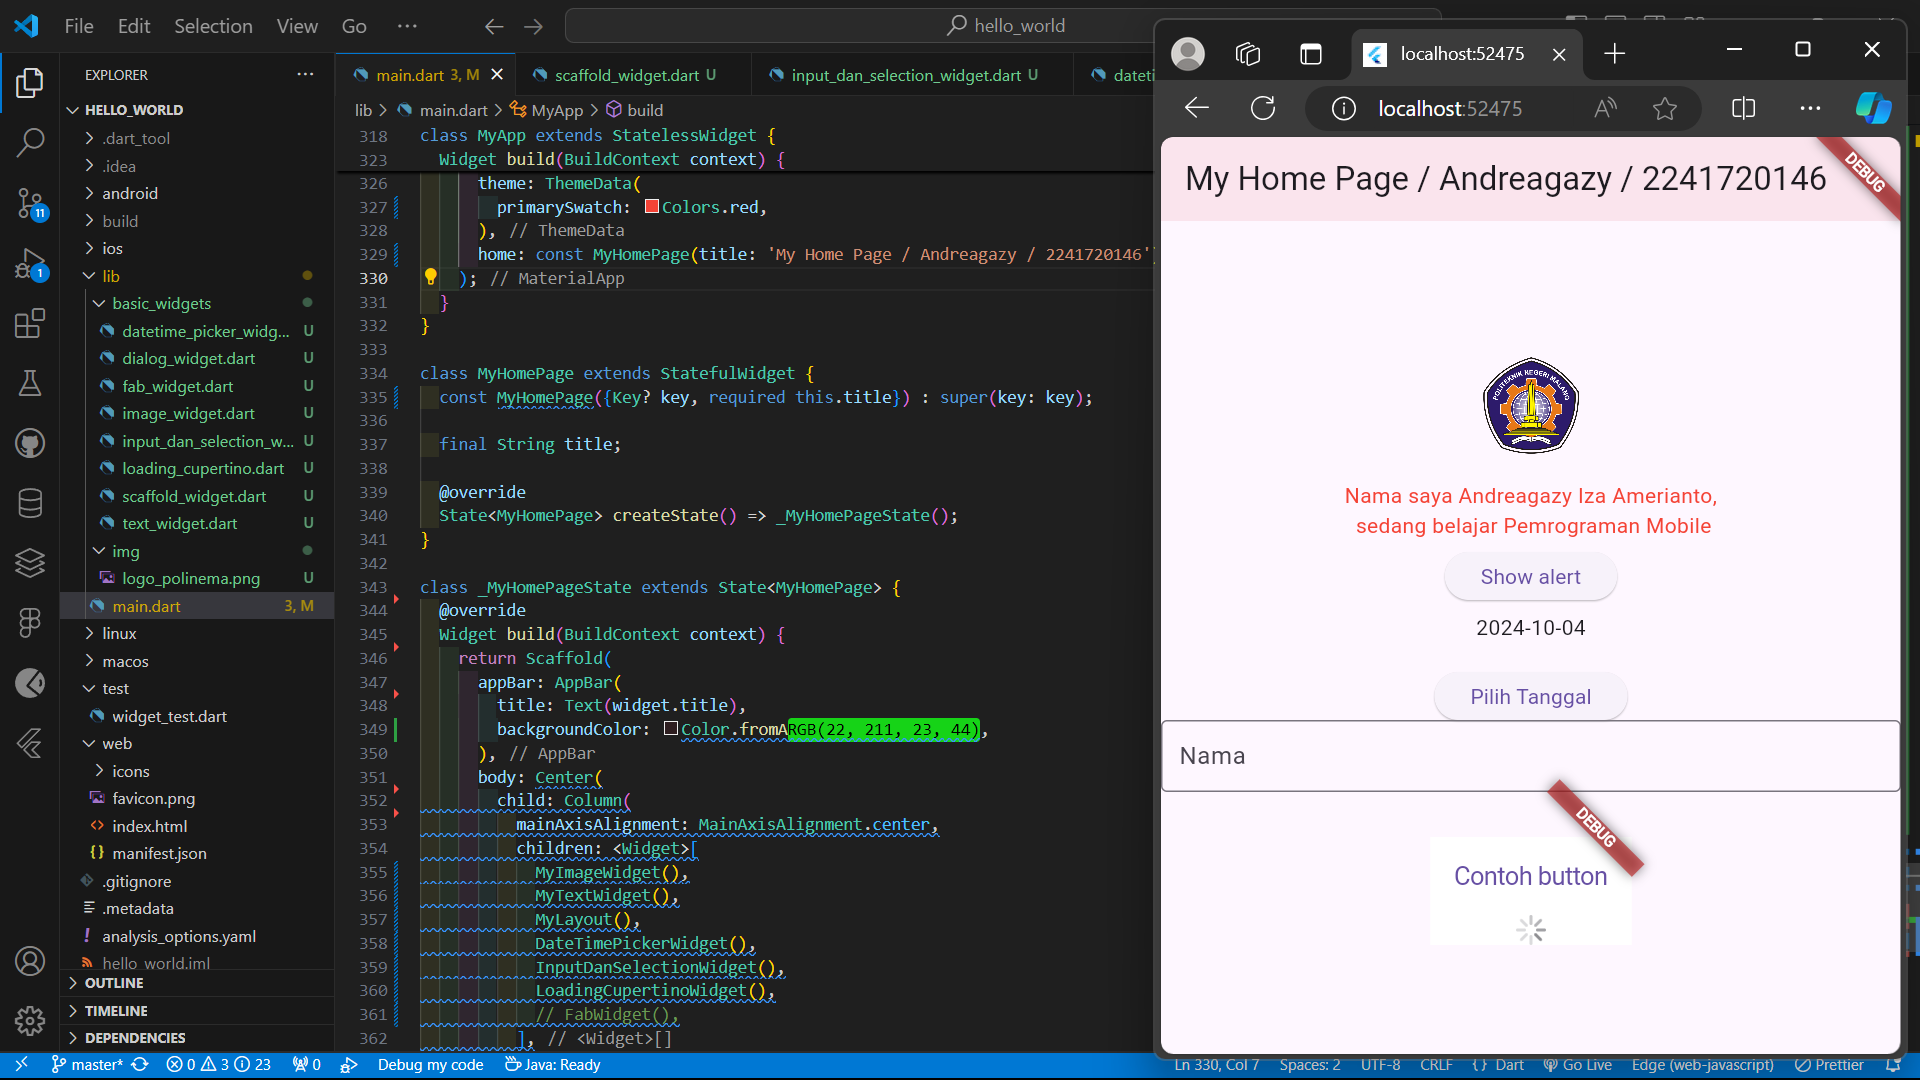 File Edit Selection View Go ···
hello_world
EXPLORER ···
HELLO_WORLD
.dart_tool
.idea
android
build
ios
lib
basic_widgets
datetime_picker_widg... U
dialog_widget.dart U
fab_widget.dart U
image_widget.dart U
input_dan_selection_w... U
loading_cupertino.dart U
scaffold_widget.dart U
text_widget.dart U
img
logo_polinema.png U
main.dart 3, M
linux
macos
test
widget_test.dart
web
icons
favicon.png
index.html
manifest.json
.gitignore
.metadata
analysis_options.yaml
hello_world.iml
OUTLINE
TIMELINE
DEPENDENCIES
11
1
main.dart 3, M
scaffold_widget.dart U
input_dan_selection_widget.dart U
dateti
lib > main.dart > MyApp > build
318 class MyApp extends StatelessWidget {
323 Widget build(BuildContext context) {
326 theme: ThemeData(
327 primarySwatch: Colors.red,
328 ), // ThemeData
329 home: const MyHomePage(title: 'My Home Page / Andreagazy / 2241720146')
330 ); // MaterialApp
331 }
332 }
333
334 class MyHomePage extends StatefulWidget {
335 const MyHomePage({Key? key, required this.title}) : super(key: key);
336
337 final String title;
338
339 @override
340 State<MyHomePage> createState() => _MyHomePageState();
341 }
342
343 class _MyHomePageState extends State<MyHomePage> {
344 @override
345 Widget build(BuildContext context) {
346 return Scaffold(
347 appBar: AppBar(
348 title: Text(widget.title),
349 backgroundColor: Color.fromARGB(22, 211, 23, 44),
350 ), // AppBar
351 body: Center(
352 child: Column(
353 mainAxisAlignment: MainAxisAlignment.center,
354 children: <Widget>[
355 MyImageWidget(),
356 MyTextWidget(),
357 MyLayout(),
358 DateTimePickerWidget(),
359 InputDanSelectionWidget(),
360 LoadingCupertinoWidget(),
361 // FabWidget(),
362 ], // <Widget>[]
localhost:52475
localhost:52475
My Home Page / Andreagazy / 2241720146
DEBUG
POLITEKNIK NEGERI MALANG
Nama saya Andreagazy Iza Amerianto,
sedang belajar Pemrograman Mobile
Show alert
2024-10-04
Pilih Tanggal
Nama
DEBUG
Contoh button
master* 0 3 23 0 Debug my code Java: Ready
Ln 330, Col 7 Spaces: 2 UTF-8 CRLF {} Dart Go Live Edge (web-javascript) Prettier